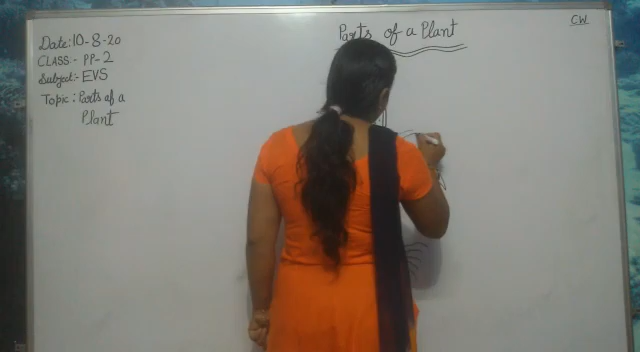 Parts of a Plant
CW
Date:10-8-20
CLASS:- PP-2
Subject:- EVS
Topic: Parts of a
Plant